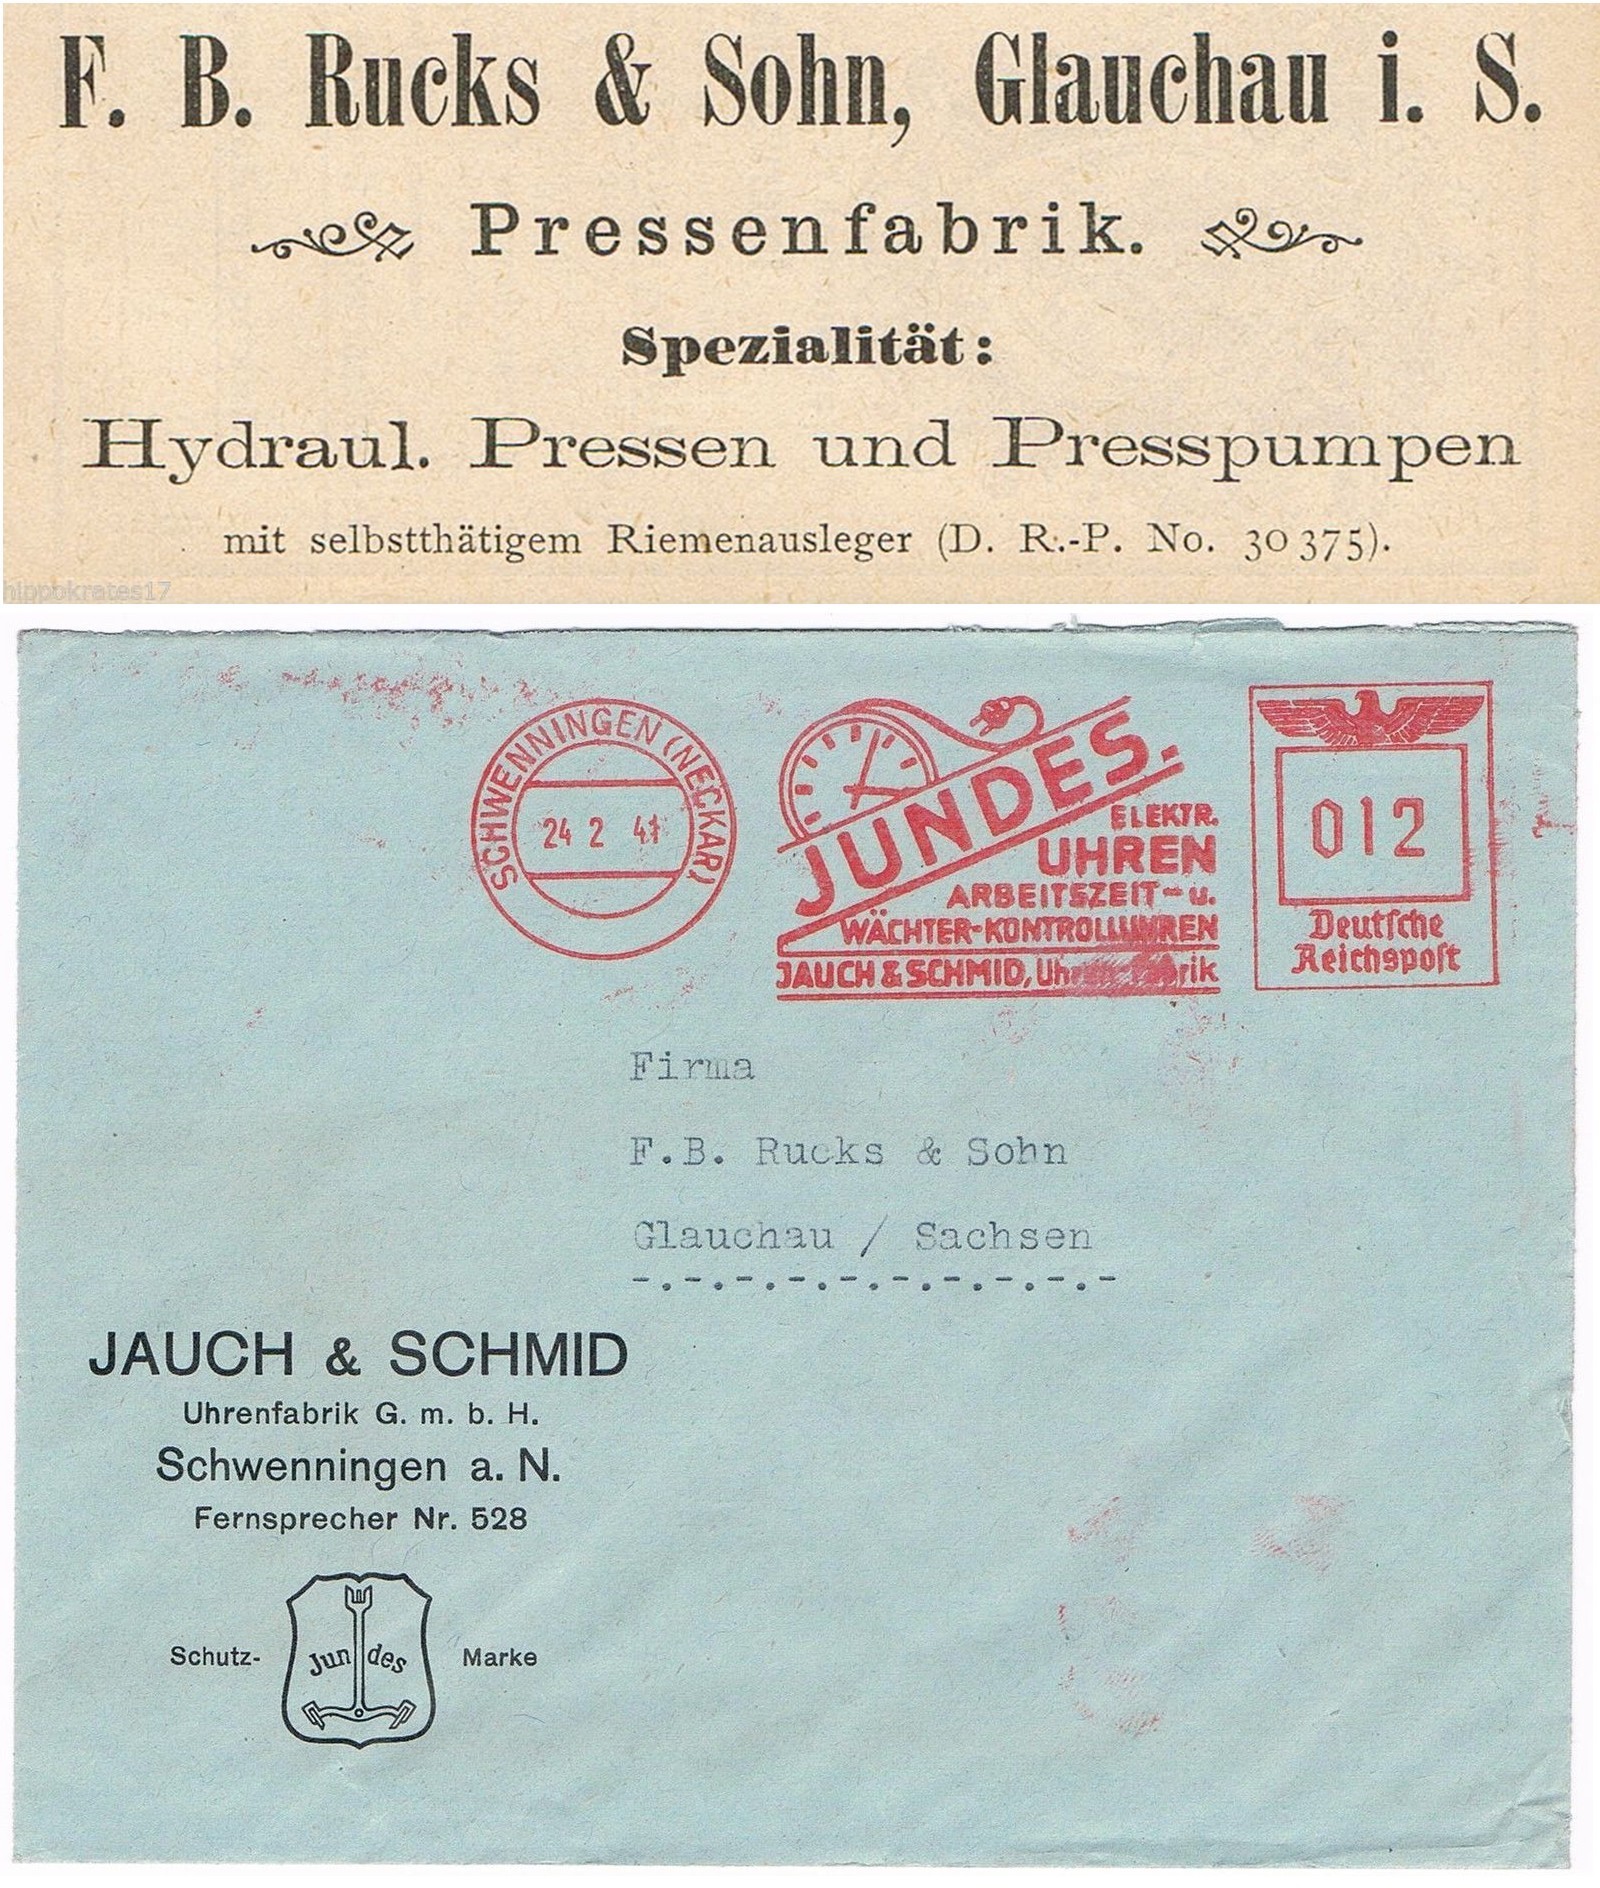 F. B. Rucks & Sohn, Glauchau i. S.
Pressenfabrik.
Spezialität:
Hydraul. Pressen und Presspumpen
mit selbstthätigem Riemenausleger (D. R.-P. No. 30375).
hippokrates17
SCHWENNINGEN (NECKAR)
24 2 41
JUNDES.
ELEKTR.
UHREN
ARBEITSZEIT- u.
WÄCHTER-KONTROLLUHREN
JAUCH & SCHMID, Uhrenfabrik
012
Deutsche
Reichspost
Firma
F.B. Rucks & Sohn
Glauchau / Sachsen
-.-.-.-.-.-.-.-.-.-
JAUCH & SCHMID
Uhrenfabrik G. m. b. H.
Schwenningen a. N.
Fernsprecher Nr. 528
Schutz- Jundes Marke